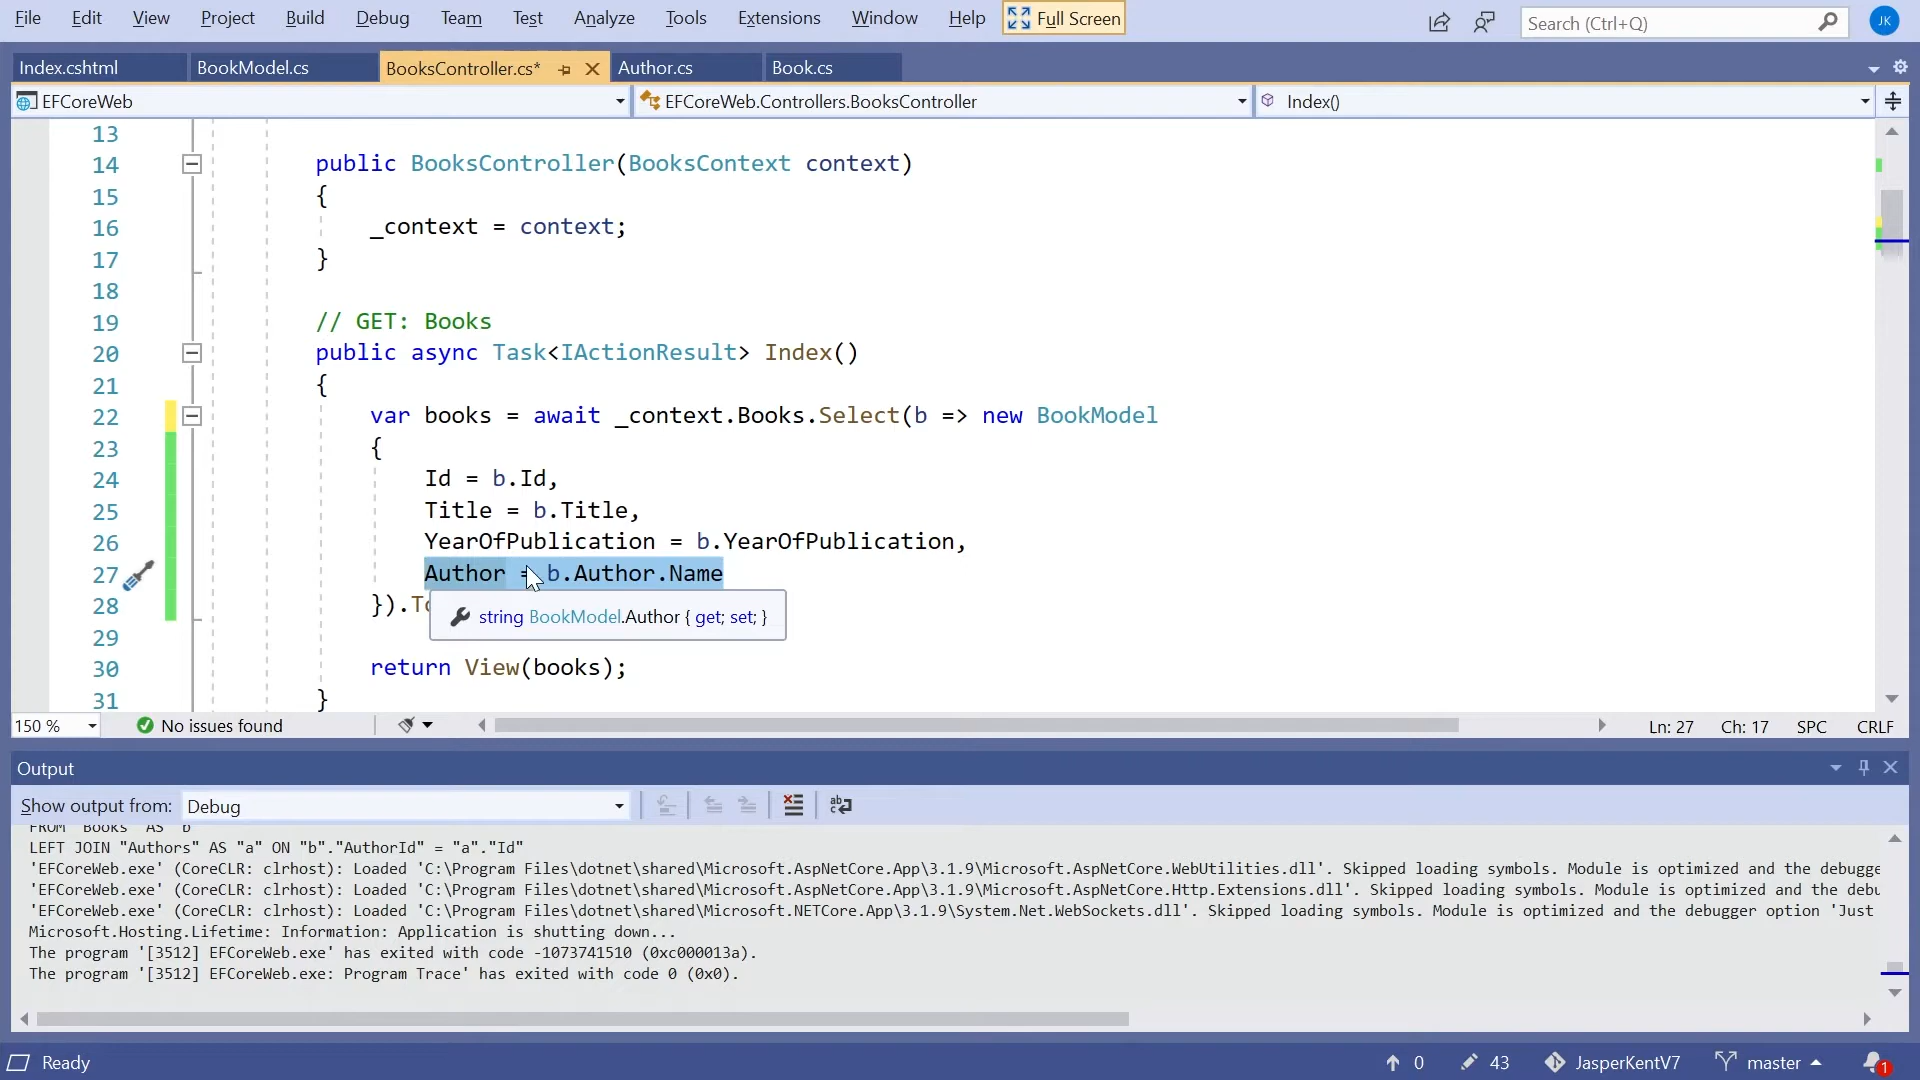 File Edit View Project Build Debug Team Test Analyze Tools Extensions Window Help Full Screen Search (Ctrl+Q) JK
Index.cshtml BookModel.cs BooksController.cs* Author.cs Book.cs
EFCoreWeb EFCoreWeb.Controllers.BooksController Index()
13
14 public BooksController(BooksContext context)
15 {
16 _context = context;
17 }
18
19 // GET: Books
20 public async Task<IActionResult> Index()
21 {
22 var books = await _context.Books.Select(b => new BookModel
23 {
24 Id = b.Id,
25 Title = b.Title,
26 YearOfPublication = b.YearOfPublication,
27 Author = b.Author.Name
28 }).To
string BookModel.Author { get; set; }
29
30 return View(books);
31 }
150 % No issues found Ln: 27 Ch: 17 SPC CRLF
Output
Show output from: Debug
FROM "Books" AS "b"
LEFT JOIN "Authors" AS "a" ON "b"."AuthorId" = "a"."Id"
'EFCoreWeb.exe' (CoreCLR: clrhost): Loaded 'C:\Program Files\dotnet\shared\Microsoft.AspNetCore.App\3.1.9\Microsoft.AspNetCore.WebUtilities.dll'. Skipped loading symbols. Module is optimized and the debugge
'EFCoreWeb.exe' (CoreCLR: clrhost): Loaded 'C:\Program Files\dotnet\shared\Microsoft.AspNetCore.App\3.1.9\Microsoft.AspNetCore.Http.Extensions.dll'. Skipped loading symbols. Module is optimized and the debu
'EFCoreWeb.exe' (CoreCLR: clrhost): Loaded 'C:\Program Files\dotnet\shared\Microsoft.NETCore.App\3.1.9\System.Net.WebSockets.dll'. Skipped loading symbols. Module is optimized and the debugger option 'Just
Microsoft.Hosting.Lifetime: Information: Application is shutting down...
The program '[3512] EFCoreWeb.exe' has exited with code -1073741510 (0xc000013a).
The program '[3512] EFCoreWeb.exe: Program Trace' has exited with code 0 (0x0).
Ready 0 43 JasperKentV7 master 1